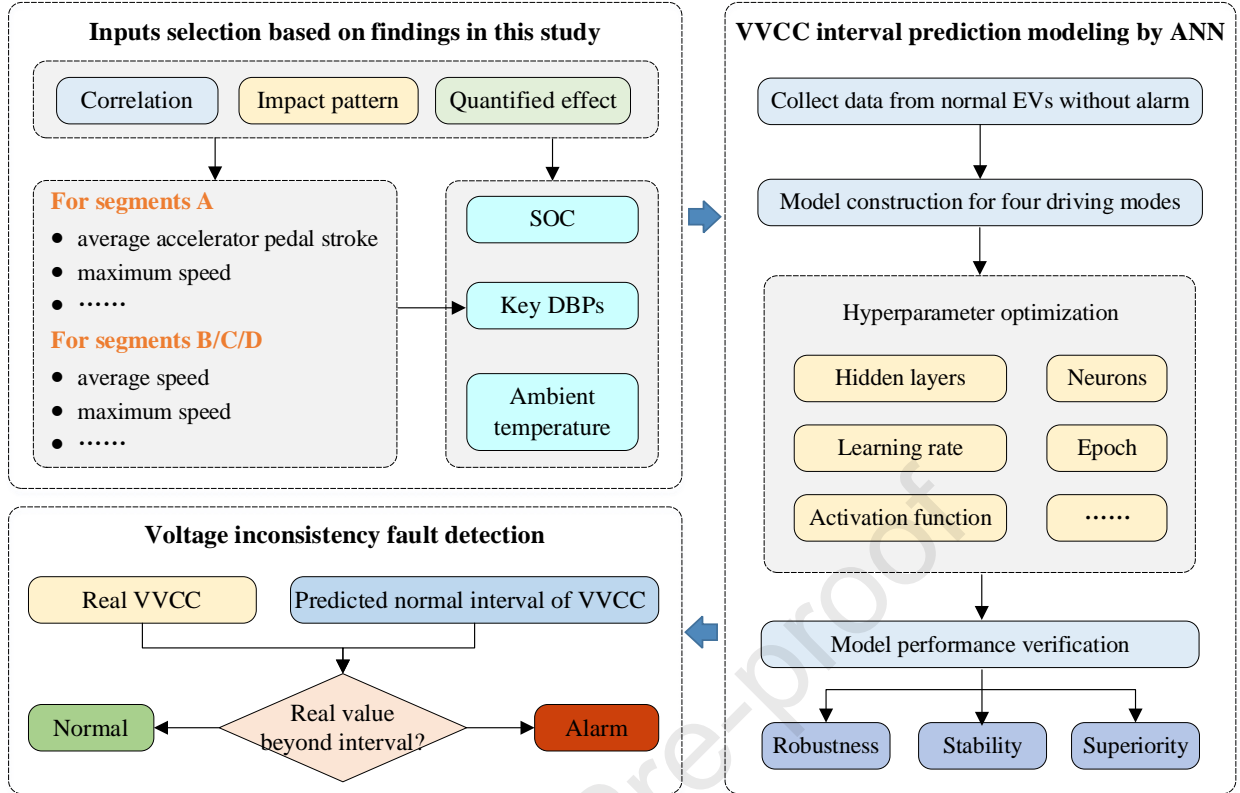 Inputs selection based on findings in this study
Correlation
Impact pattern
Quantified effect
For segments A
● average accelerator pedal stroke
● maximum speed
● ······
For segments B/C/D
● average speed
● maximum speed
● ······
SOC
Key DBPs
Ambient
temperature
VVCC interval prediction modeling by ANN
Collect data from normal EVs without alarm
Model construction for four driving modes
Hyperparameter optimization
Hidden layers
Neurons
Learning rate
Epoch
Activation function
······
Model performance verification
Robustness
Stability
Superiority
Voltage inconsistency fault detection
Real VVCC
Predicted normal interval of VVCC
Real value
beyond interval?
Normal
Alarm
re-proof